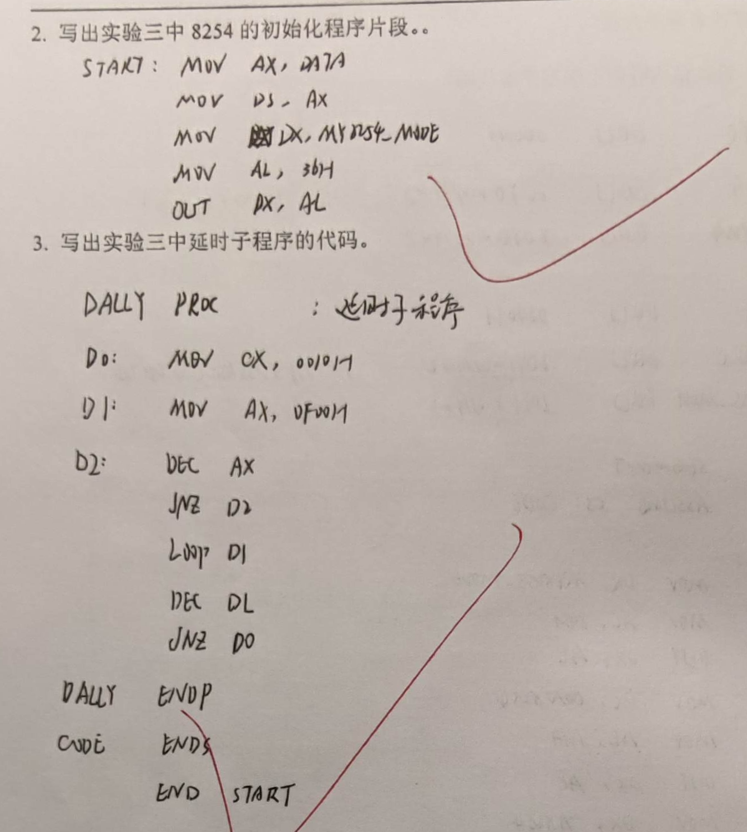 2. 写出实验三中 8254 的初始化程序片段。。
START: MOV AX, DATA
MOV DS, AX
MOV DX, MY8254_MODE
MOV AL, 36H
OUT DX, AL
3. 写出实验三中延时子程序的代码。
DALLY PROC ; 延时子程序
D0: MOV CX, 0010H
D1: MOV AX, 0F00H
D2: DEC AX
JNZ D2
LOOP D1
DEC DL
JNZ D0
DALLY ENDP
CODE ENDS
END START